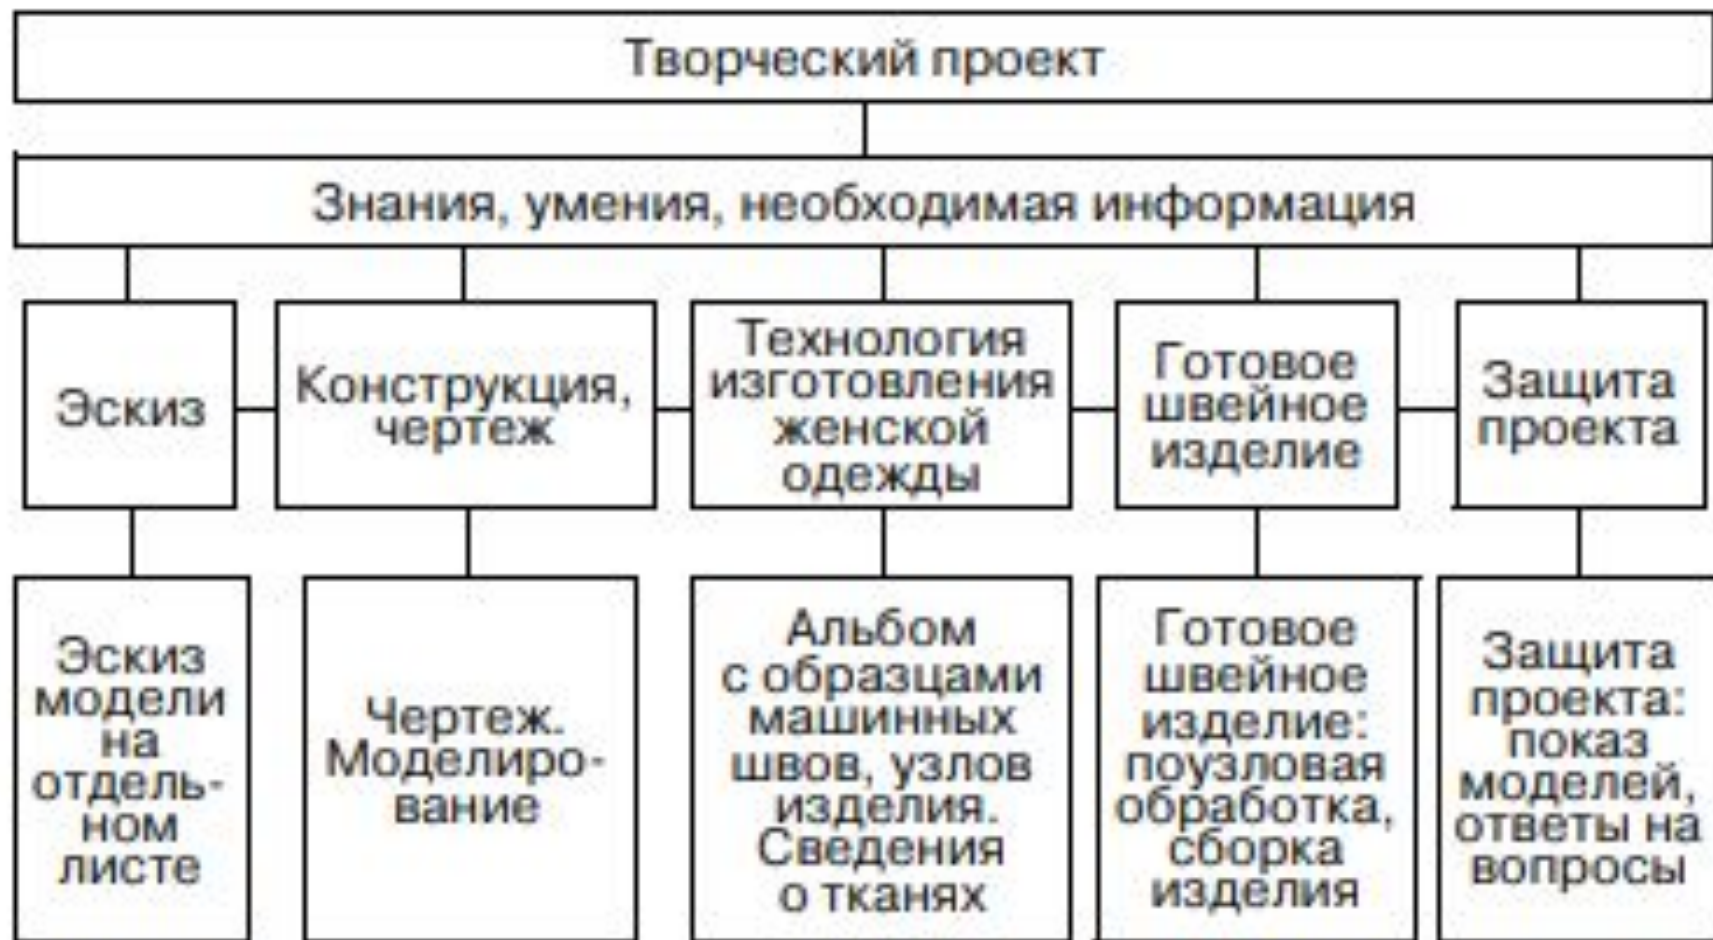 Творческий проект
Знания, умения, необходимая информация
Эскиз
Конструкция,
чертеж
Технология
изготовления
женской
одежды
Готовое
швейное
изделие
Защита
проекта
Эскиз
модели
на
отдель-
ном
листе
Чертеж.
Моделиро-
вание
Альбом
с образцами
машинных
швов, узлов
изделия.
Сведения
о тканях
Готовое
швейное
изделие:
поузловая
обработка,
сборка
изделия
Защита
проекта:
показ
моделей,
ответы на
вопросы